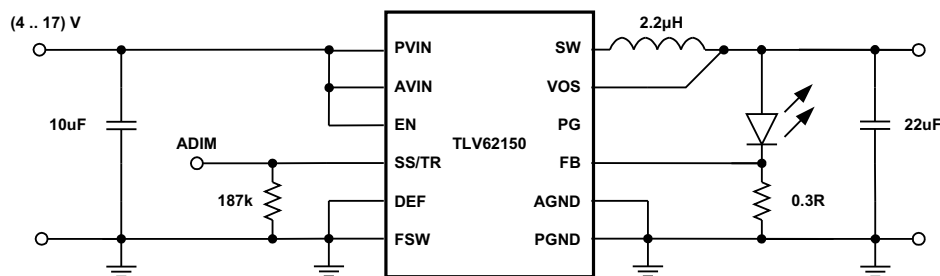 (4 .. 17) V
2.2µH
PVIN
SW
AVIN
VOS
10uF
EN
PG
TLV62150
22uF
ADIM
SS/TR
FB
187k
DEF
AGND
0.3R
FSW
PGND